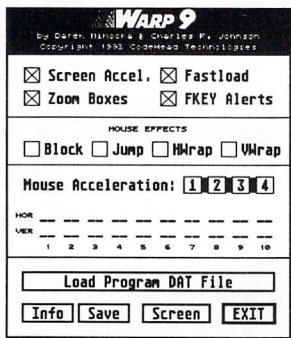 WARP 9
by Darek Mihocka & Charles F. Johnson
Copyright 1992 CodeHead Technologies
Screen Accel. Fastload
Zoom Boxes FKEY Alerts
MOUSE EFFECTS
Block Jump HWrap VWrap
Mouse Acceleration: 1 2 3 4
HOR -- -- -- -- -- -- -- -- -- --
VER -- -- -- -- -- -- -- -- -- --
1 2 3 4 5 6 7 8 9 10
Load Program DAT File
Info Save Screen EXIT